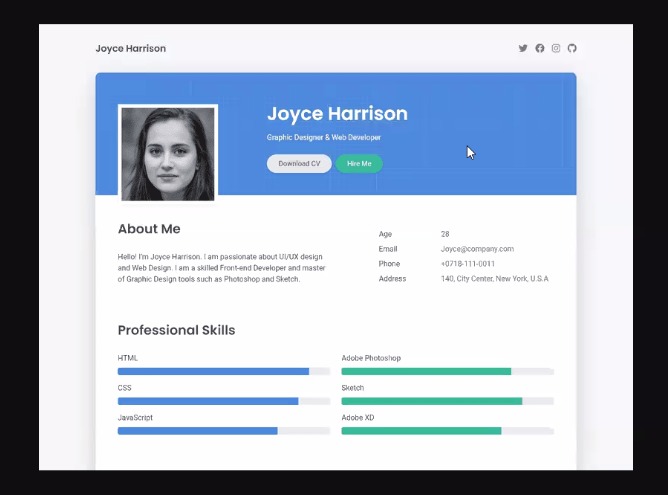 Joyce Harrison
Joyce Harrison
Graphic Designer & Web Developer
Download CV
Hire Me
About Me
Hello! I'm Joyce Harrison. I am passionate about UI/UX design
and Web Design. I am a skilled Front-end Developer and master
of Graphic Design tools such as Photoshop and Sketch.
Age 28
Email Joyce@company.com
Phone +0718-111-0011
Address 140, City Center, New York, U.S.A
Professional Skills
HTML
CSS
JavaScript
Adobe Photoshop
Sketch
Adobe XD